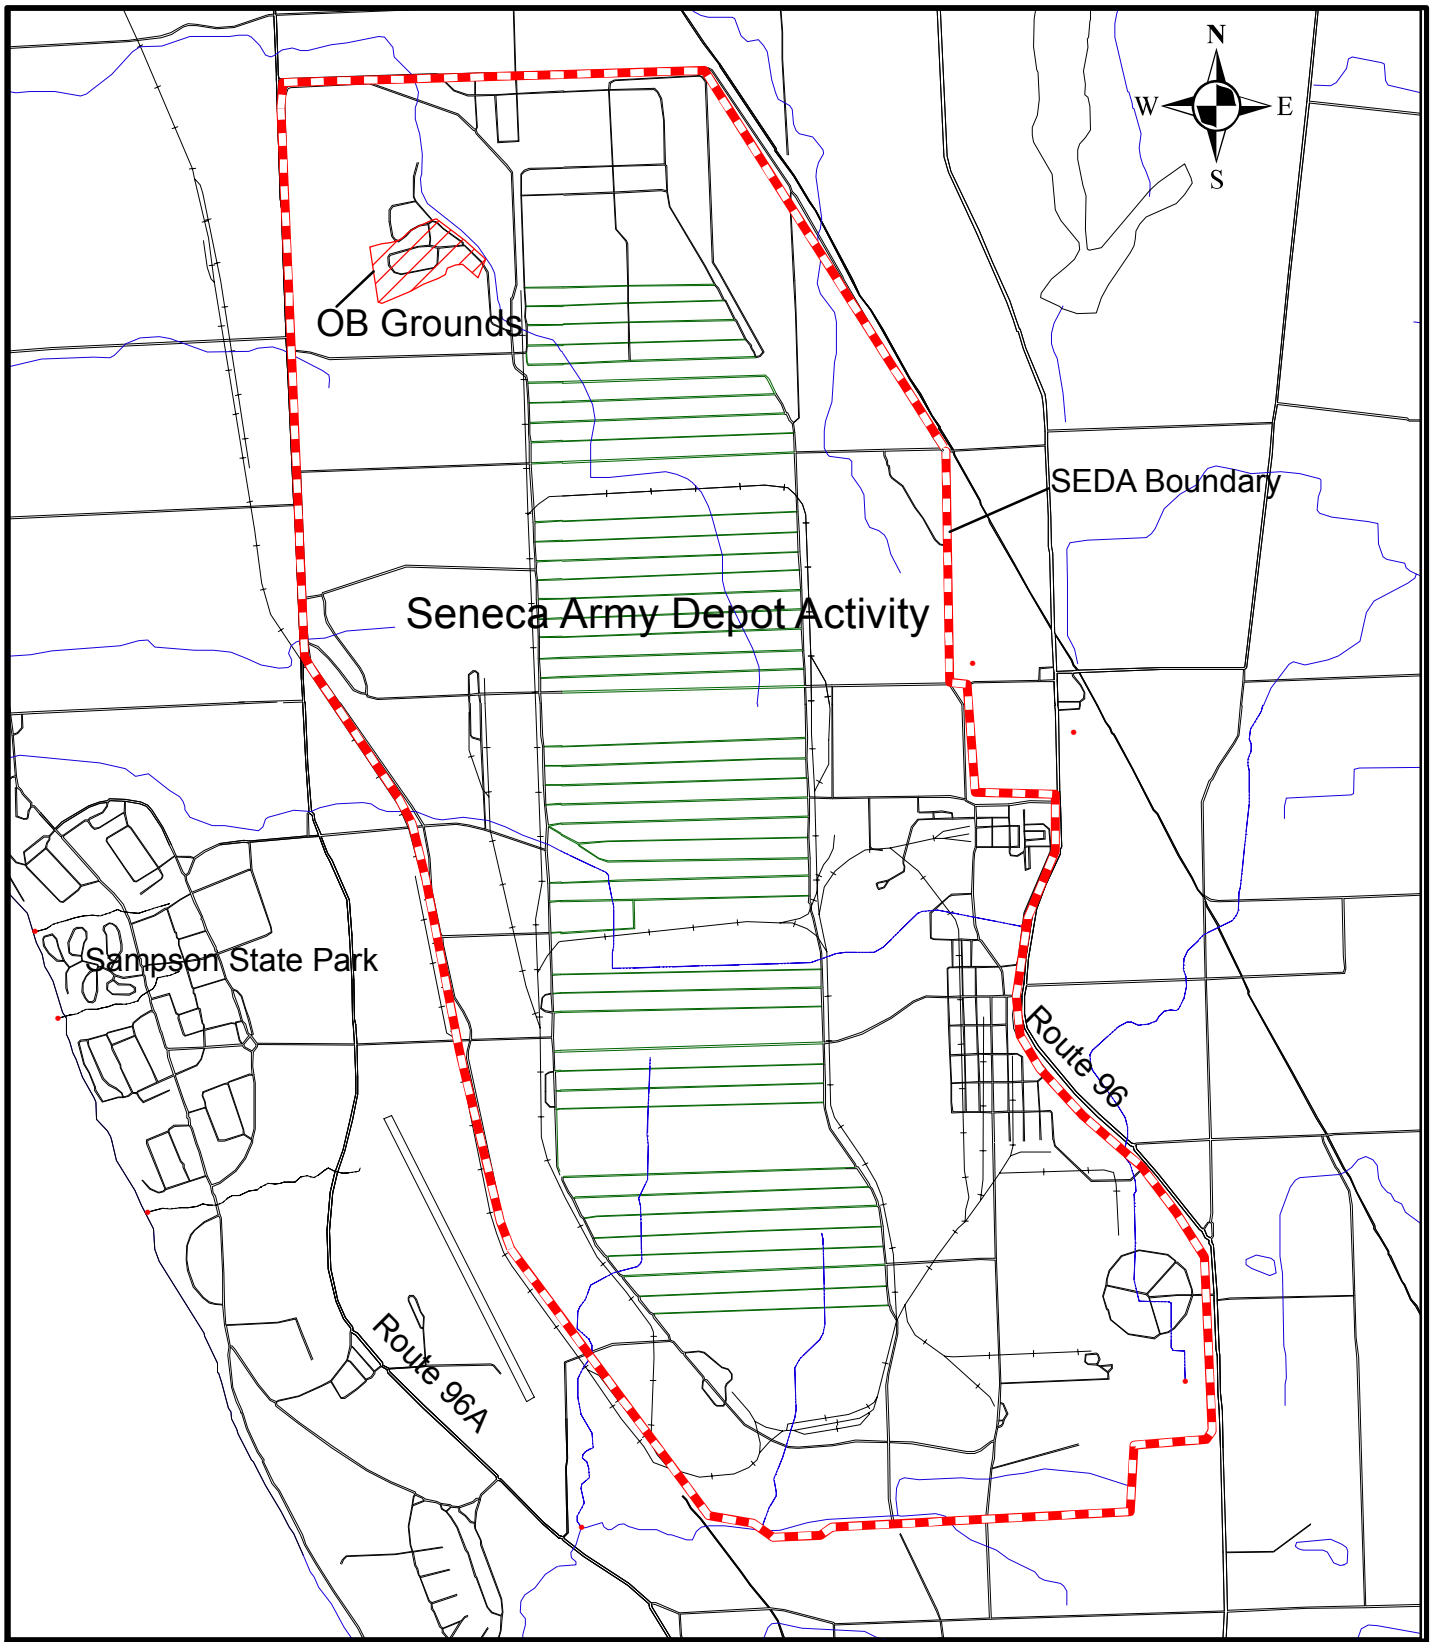 N
W E
S
OB Grounds
SEDA Boundary
Seneca Army Depot Activity
Sampson State Park
Route 96
Route 96A